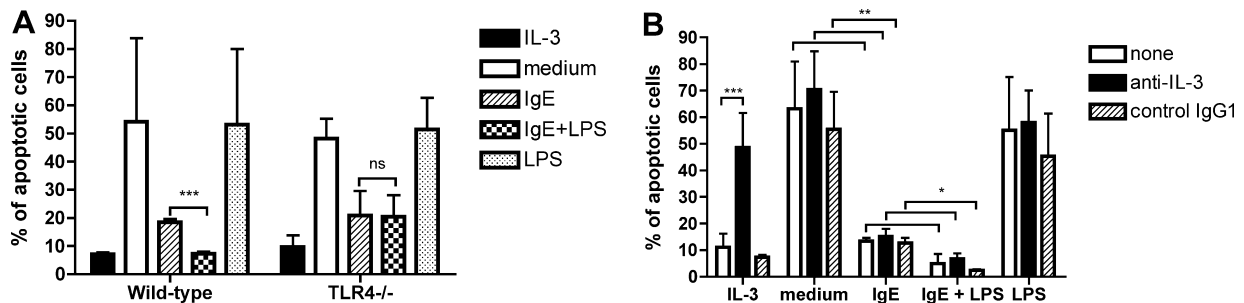 A
% of apoptotic cells
90
80
70
60
50
40
30
20
10
0
***
ns
Wild-type
TLR4-/-
IL-3
medium
IgE
IgE+LPS
LPS
B
% of apoptotic cells
90
80
70
60
50
40
30
20
10
0
***
**
*
IL-3
medium
IgE
IgE + LPS
LPS
none
anti-IL-3
control IgG1